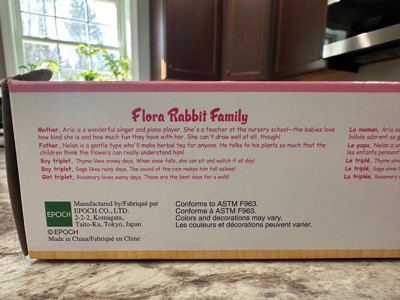 Flora Rabbit Family
Mother, Aria is a wonderful singer and piano player. She's a teacher at the nursery school—the babies love
how kind she is and how much fun they have with her. She can't draw well at all, though!
Father, Nolan is a gentle type who'll make herbal tea for anyone. He talks to his plants so much that the
children think the flowers can really understand him!
Boy triplet, Thyme likes snowy days. When snow falls, she can sit and watch it all day!
Boy triplet, Sage likes rainy days. The sound of the rain makes him fall asleep!
Girl triplet, Rosemary loves sunny days. Those are the best days for a walk!
La maman, Aria es
bébés adorent sa g
Le papa, Nolan a un
les enfants pensent
Le triplé, Thyme aime
Le triplé, Sage aime l
La triplée, Rosemary
EPOCH
Manufactured by/Fabriqué par
EPOCH CO., LTD.
2-2-2, Komagata,
Taito-Ku, Tokyo, Japan
© EPOCH
Made in China/Fabriqué en Chine
Conforms to ASTM F963.
Conforme à ASTM F963.
Colors and decorations may vary.
Les couleurs et décorations peuvent varier.